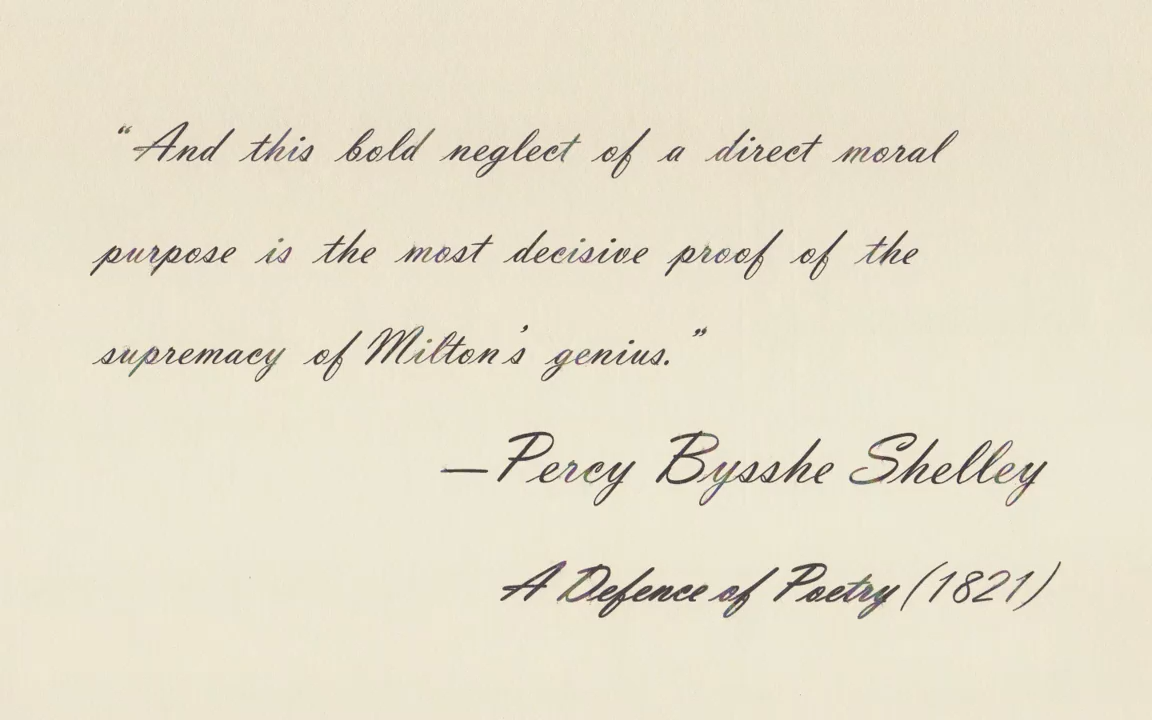 “And this bold neglect of a direct moral
purpose is the most decisive proof of the
supremacy of Milton’s genius.”
—Percy Bysshe Shelley
A Defence of Poetry (1821)